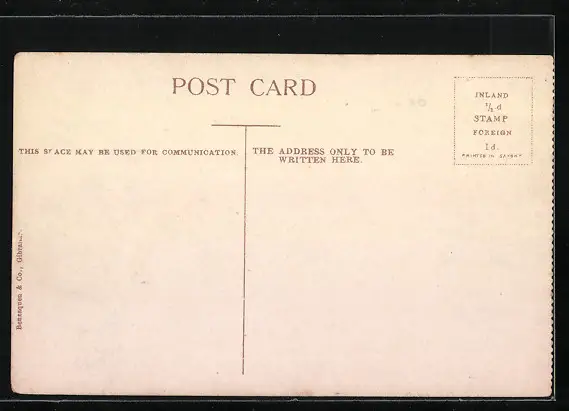 POST CARD
INLAND
½ d
STAMP
FOREIGN
1d.
PRINTED IN SAXONY
THIS SPACE MAY BE USED FOR COMMUNICATION.
THE ADDRESS ONLY TO BE
WRITTEN HERE.
Benzaquen & Co., Gibraltar.